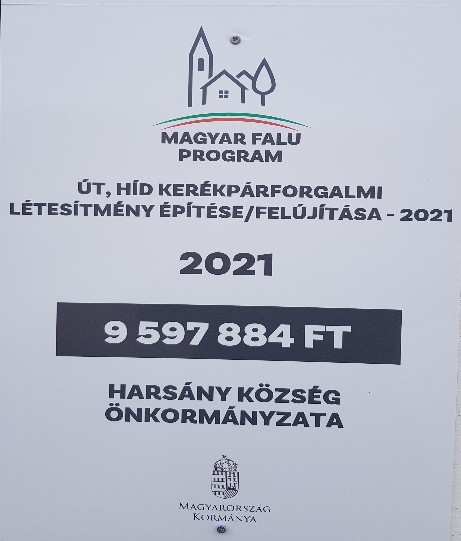 MAGYAR FALU
PROGRAM
ÚT, HÍD KERÉKPÁRFORGALMI
LÉTESÍTMÉNY ÉPÍTÉSE/FELÚJÍTÁSA - 2021
2021
9 597 884 FT
HARSÁNY KÖZSÉG
ÖNKORMÁNYZATA
MAGYARORSZÁG
KORMÁNYA